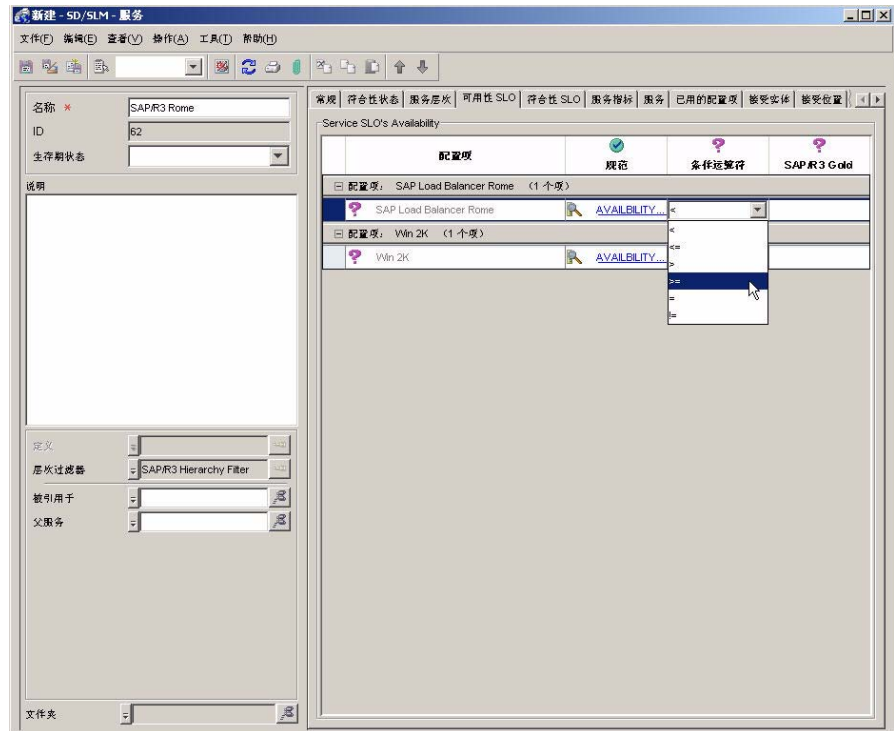 新建 - SD/SLM - 服务
文件(F) 编辑(E) 查看(V) 操作(A) 工具(T) 帮助(H)
名称 *
SAP/R3 Rome
ID
62
生存期状态
说明
定义
层次过滤器
SAP/R3 Hierarchy Filter
被引用于
父服务
文件夹
常规 符合性状态 服务层次 可用性 SLO 符合性 SLO 服务指标 服务 已用的配置项 接受实体 接受位置
Service SLO's Availability
配置项 规范 条件运算符 SAP/R3 Gold
配置项: SAP Load Balancer Rome (1 个项)
SAP Load Balancer Rome AVAILBILITY... <
配置项: Win 2K (1 个项)
Win 2K AVAILBILITY...
<
<=
>
>=
=
!=